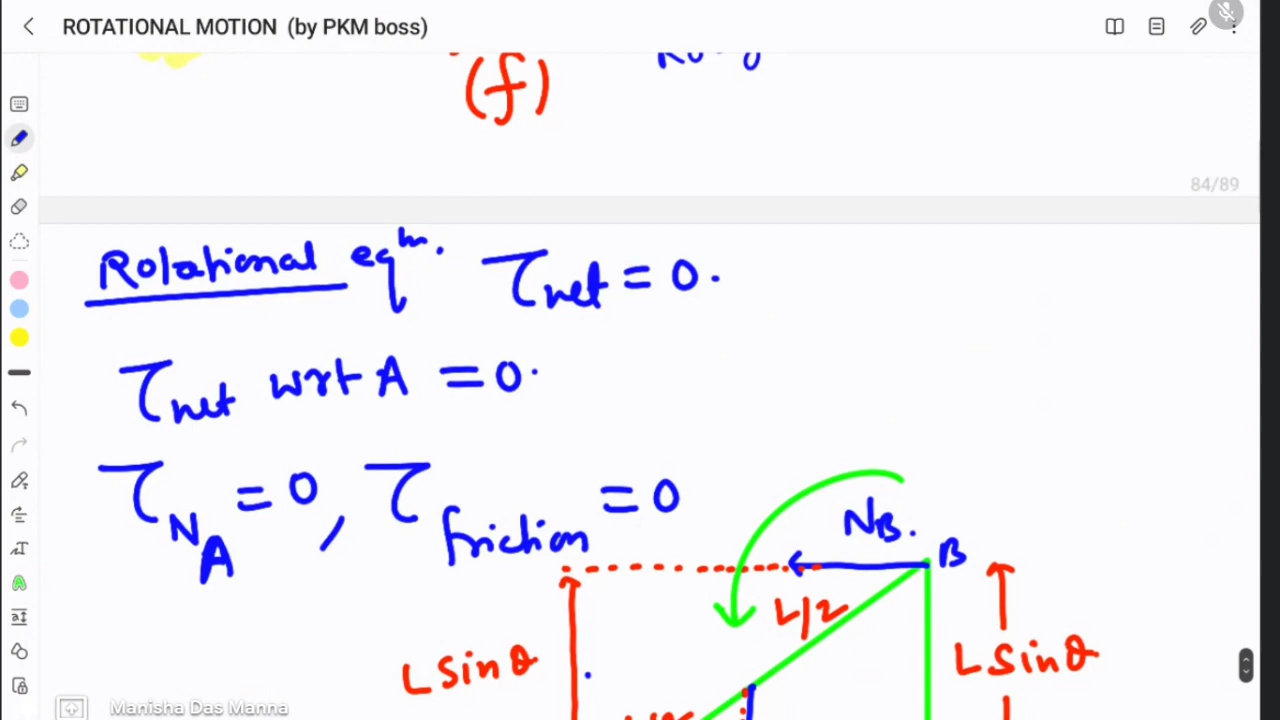 ROTATIONAL MOTION (by PKM boss)
(f)
84/89
Rotational eqm. τnet = 0.
τnet wrt A = 0.
τNA = 0, τfriction = 0
NB. B
L/2
L sinθ L sinθ
Manisha Das Manna